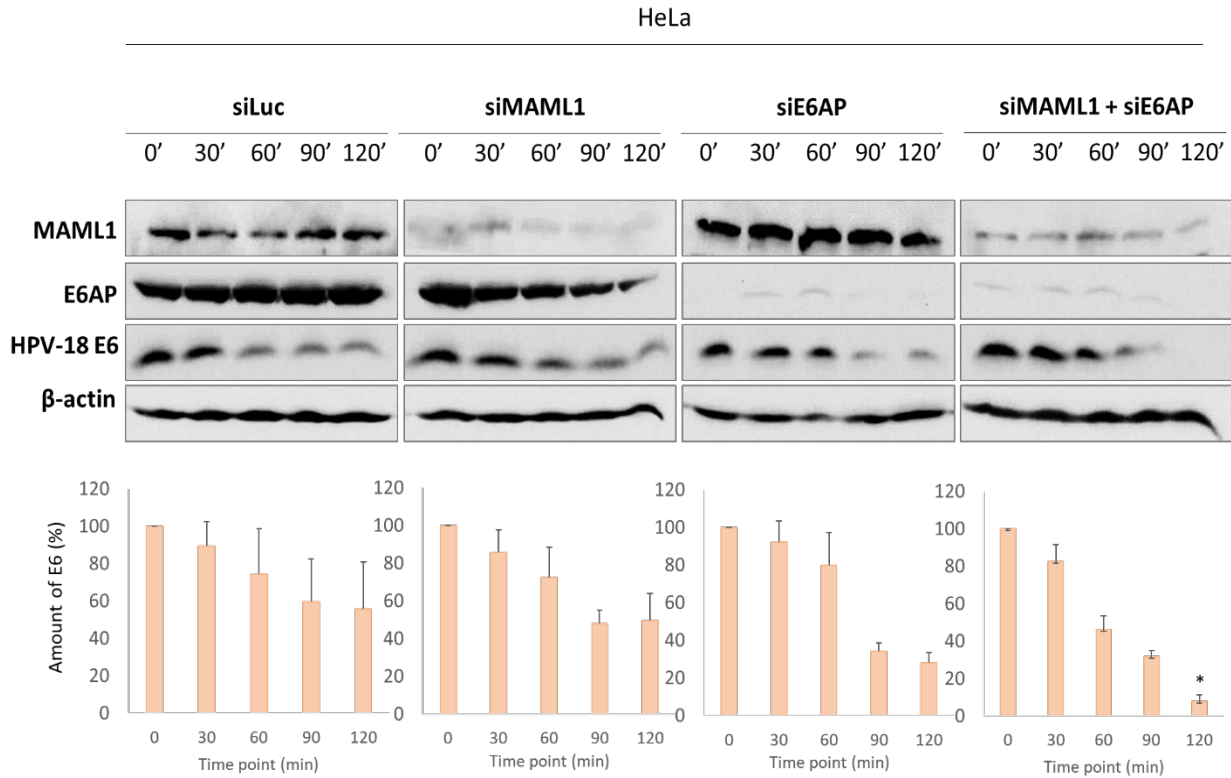 HeLa
siLuc siMAML1 siE6AP siMAML1 + siE6AP
0’ 30’ 60’ 90’ 120’ 0’ 30’ 60’ 90’ 120’ 0’ 30’ 60’ 90’ 120’ 0’ 30’ 60’ 90’ 120’
MAML1
E6AP
HPV-18 E6
β-actin
Amount of E6 (%)
120 120 120 120
100 100 100 100
80 80 80 80
60 60 60 60
40 40 40 40
20 20 20 20
*
0 0 0 0
0 30 60 90 120 0 30 60 90 120 0 30 60 90 120 0 30 60 90 120
Time point (min) Time point (min) Time point (min) Time point (min)